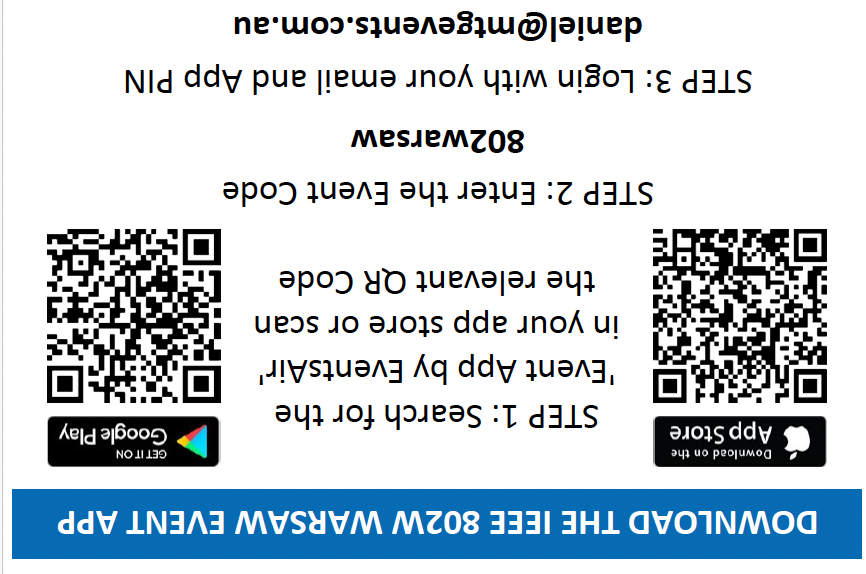 DOWNLOAD THE IEEE 802W WARSAW EVENT APP
Download on the
App Store
GET IT ON
Google Play
STEP 1: Search for the
'Event App by EventsAir'
in your app store or scan
the relevant QR Code
STEP 2: Enter the Event Code
802warsaw
STEP 3: Login with your email and App PIN
daniel@mtgevents.com.au